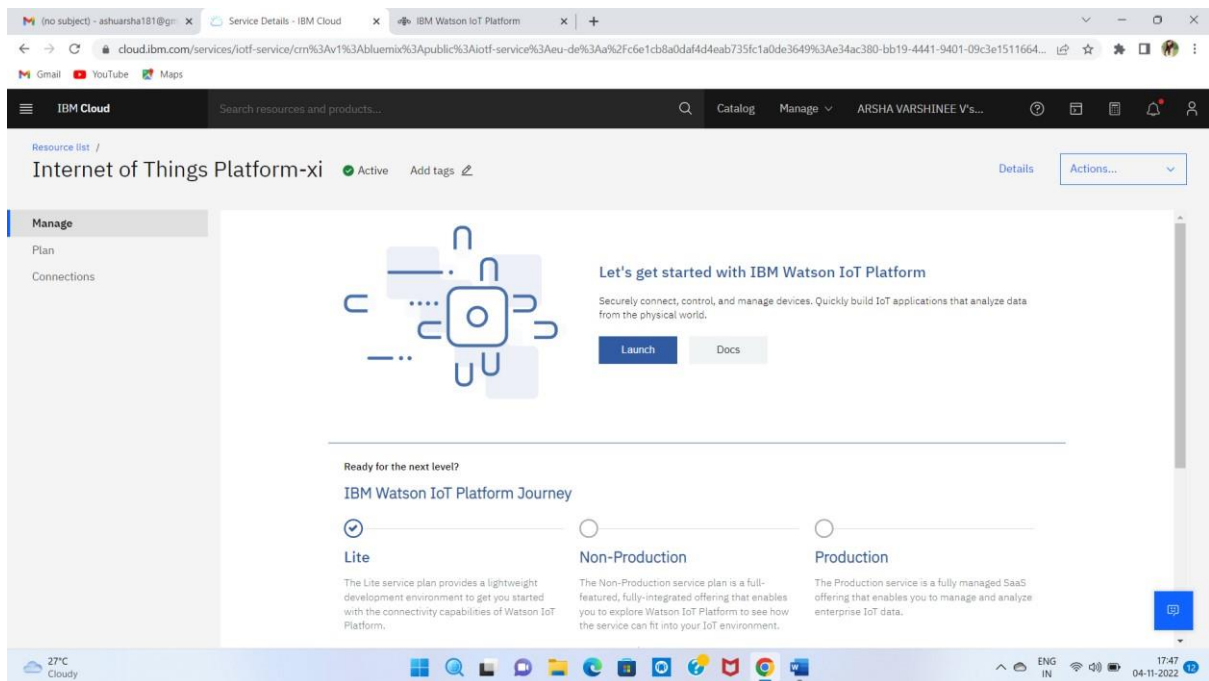 (no subject) - ashuarsha181@gm
Service Details - IBM Cloud
IBM Watson IoT Platform
cloud.ibm.com/services/iotf-service/crn%3Av1%3Abluemix%3Apublic%3Aiotf-service%3Aeu-de%3Aa%2Fc6e1cb8a0daf4d4eab735fc1a0de3649%3Ae34ac380-bb19-4441-9401-09c3e1511664...
Gmail YouTube Maps
IBM Cloud
Search resources and products...
Catalog Manage ARSHA VARSHINEE V's...
Resource list /
Internet of Things Platform-xi Active Add tags
Details Actions...
Manage
Plan
Connections
Let's get started with IBM Watson IoT Platform
Securely connect, control, and manage devices. Quickly build IoT applications that analyze data
from the physical world.
Launch Docs
Ready for the next level?
IBM Watson IoT Platform Journey
Lite
The Lite service plan provides a lightweight
development environment to get you started
with the connectivity capabilities of Watson IoT
Platform.
Non-Production
The Non-Production service plan is a full-
featured, fully-integrated offering that enables
you to explore Watson IoT Platform to see how
the service can fit into your IoT environment.
Production
The Production service is a fully managed SaaS
offering that enables you to manage and analyze
enterprise IoT data.
27°C
Cloudy
ENG
IN
17:47
04-11-2022
12